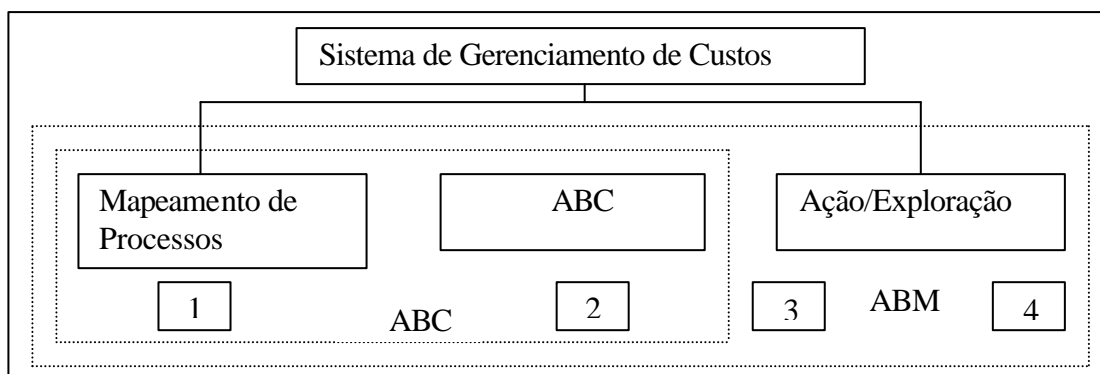 Sistema de Gerenciamento de Custos
Mapeamento de
Processos
ABC
Ação/Exploração
1
2
3
4
ABC
ABM